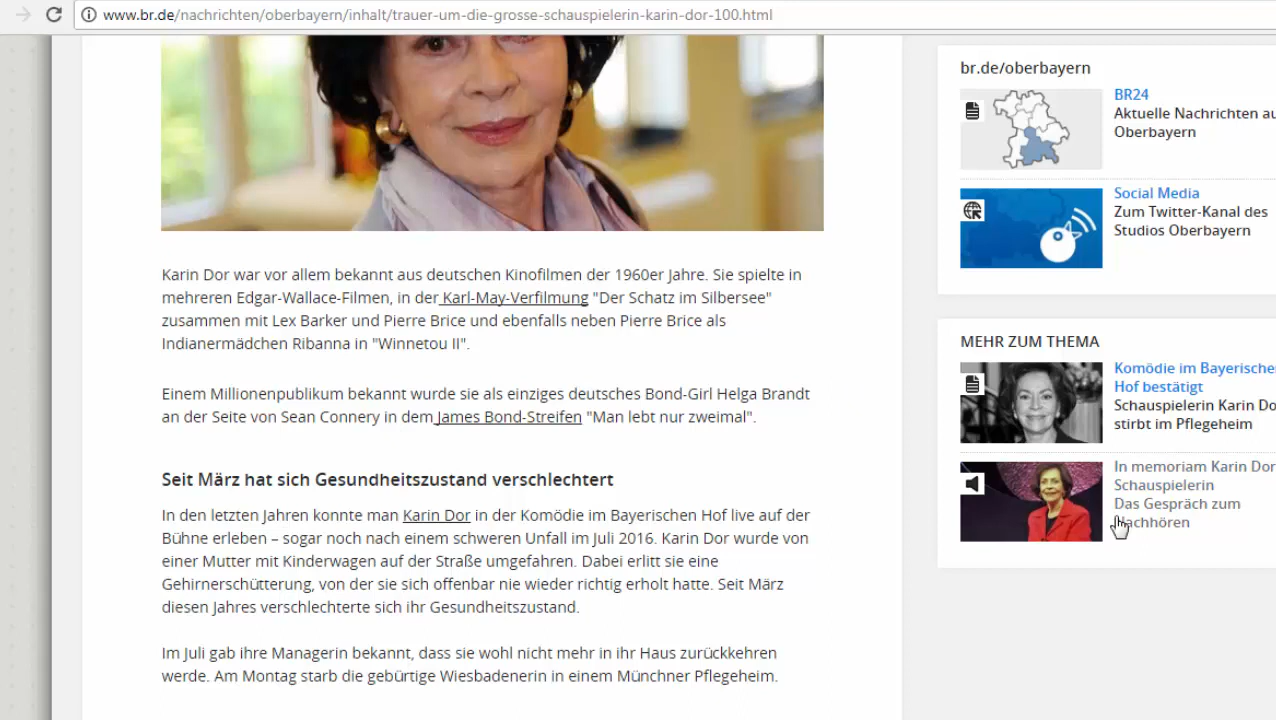 www.br.de/nachrichten/oberbayern/inhalt/trauer-um-die-grosse-schauspielerin-karin-dor-100.html
Karin Dor war vor allem bekannt aus deutschen Kinofilmen der 1960er Jahre. Sie spielte in
mehreren Edgar-Wallace-Filmen, in der Karl-May-Verfilmung "Der Schatz im Silbersee"
zusammen mit Lex Barker und Pierre Brice und ebenfalls neben Pierre Brice als
Indianermädchen Ribanna in "Winnetou II".
Einem Millionenpublikum bekannt wurde sie als einziges deutsches Bond-Girl Helga Brandt
an der Seite von Sean Connery in dem James Bond-Streifen "Man lebt nur zweimal".
Seit März hat sich Gesundheitszustand verschlechtert
In den letzten Jahren konnte man Karin Dor in der Komödie im Bayerischen Hof live auf der
Bühne erleben – sogar noch nach einem schweren Unfall im Juli 2016. Karin Dor wurde von
einer Mutter mit Kinderwagen auf der Straße umgefahren. Dabei erlitt sie eine
Gehirnerschütterung, von der sie sich offenbar nie wieder richtig erholt hatte. Seit März
diesen Jahres verschlechterte sich ihr Gesundheitszustand.
Im Juli gab ihre Managerin bekannt, dass sie wohl nicht mehr in ihr Haus zurückkehren
werde. Am Montag starb die gebürtige Wiesbadenerin in einem Münchner Pflegeheim.
br.de/oberbayern
BR24
Aktuelle Nachrichten au
Oberbayern
Social Media
Zum Twitter-Kanal des
Studios Oberbayern
MEHR ZUM THEMA
Komödie im Bayerische
Hof bestätigt
Schauspielerin Karin Do
stirbt im Pflegeheim
In memoriam Karin Dor
Schauspielerin
Das Gespräch zum
Nachhören